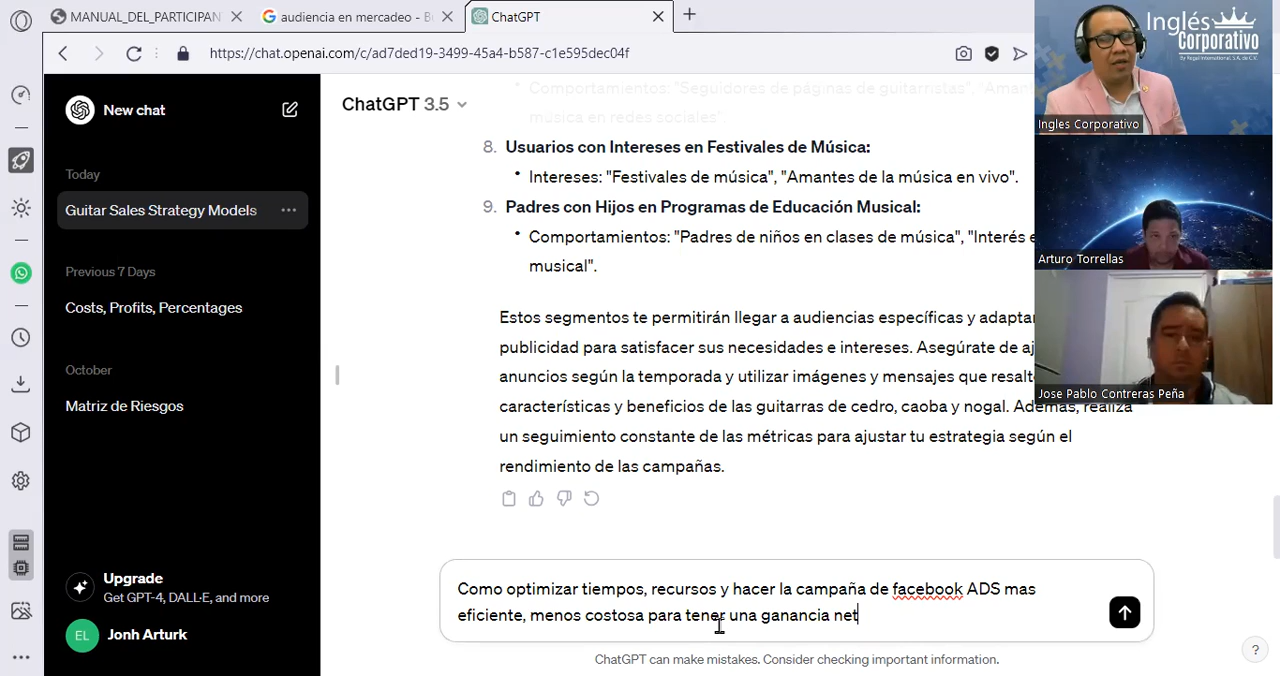 MANUAL_DEL_PARTICIPAN
audiencia en mercadeo - B
ChatGPT
https://chat.openai.com/c/ad7ded19-3499-45a4-b587-c1e595dec04f
New chat
Today
Guitar Sales Strategy Models
Previous 7 Days
Costs, Profits, Percentages
October
Matriz de Riesgos
Upgrade
Get GPT-4, DALL·E, and more
EL
Jonh Arturk
ChatGPT 3.5
Comportamientos: "Seguidores de páginas de guitarristas", "Amant
música en redes sociales".
8. Usuarios con Intereses en Festivales de Música:
Intereses: "Festivales de música", "Amantes de la música en vivo".
9. Padres con Hijos en Programas de Educación Musical:
Comportamientos: "Padres de niños en clases de música", "Interés e
musical".
Estos segmentos te permitirán llegar a audiencias específicas y adaptar
publicidad para satisfacer sus necesidades e intereses. Asegúrate de aj
anuncios según la temporada y utilizar imágenes y mensajes que resalt
características y beneficios de las guitarras de cedro, caoba y nogal. Además, realiza
un seguimiento constante de las métricas para ajustar tu estrategia según el
rendimiento de las campañas.
Como optimizar tiempos, recursos y hacer la campaña de facebook ADS mas
eficiente, menos costosa para tener una ganancia net
ChatGPT can make mistakes. Consider checking important information.
?
Inglés
Corporativo
By Regal International, S.A. de C.V.
Ingles Corporativo
Arturo Torrellas
Jose Pablo Contreras Peña